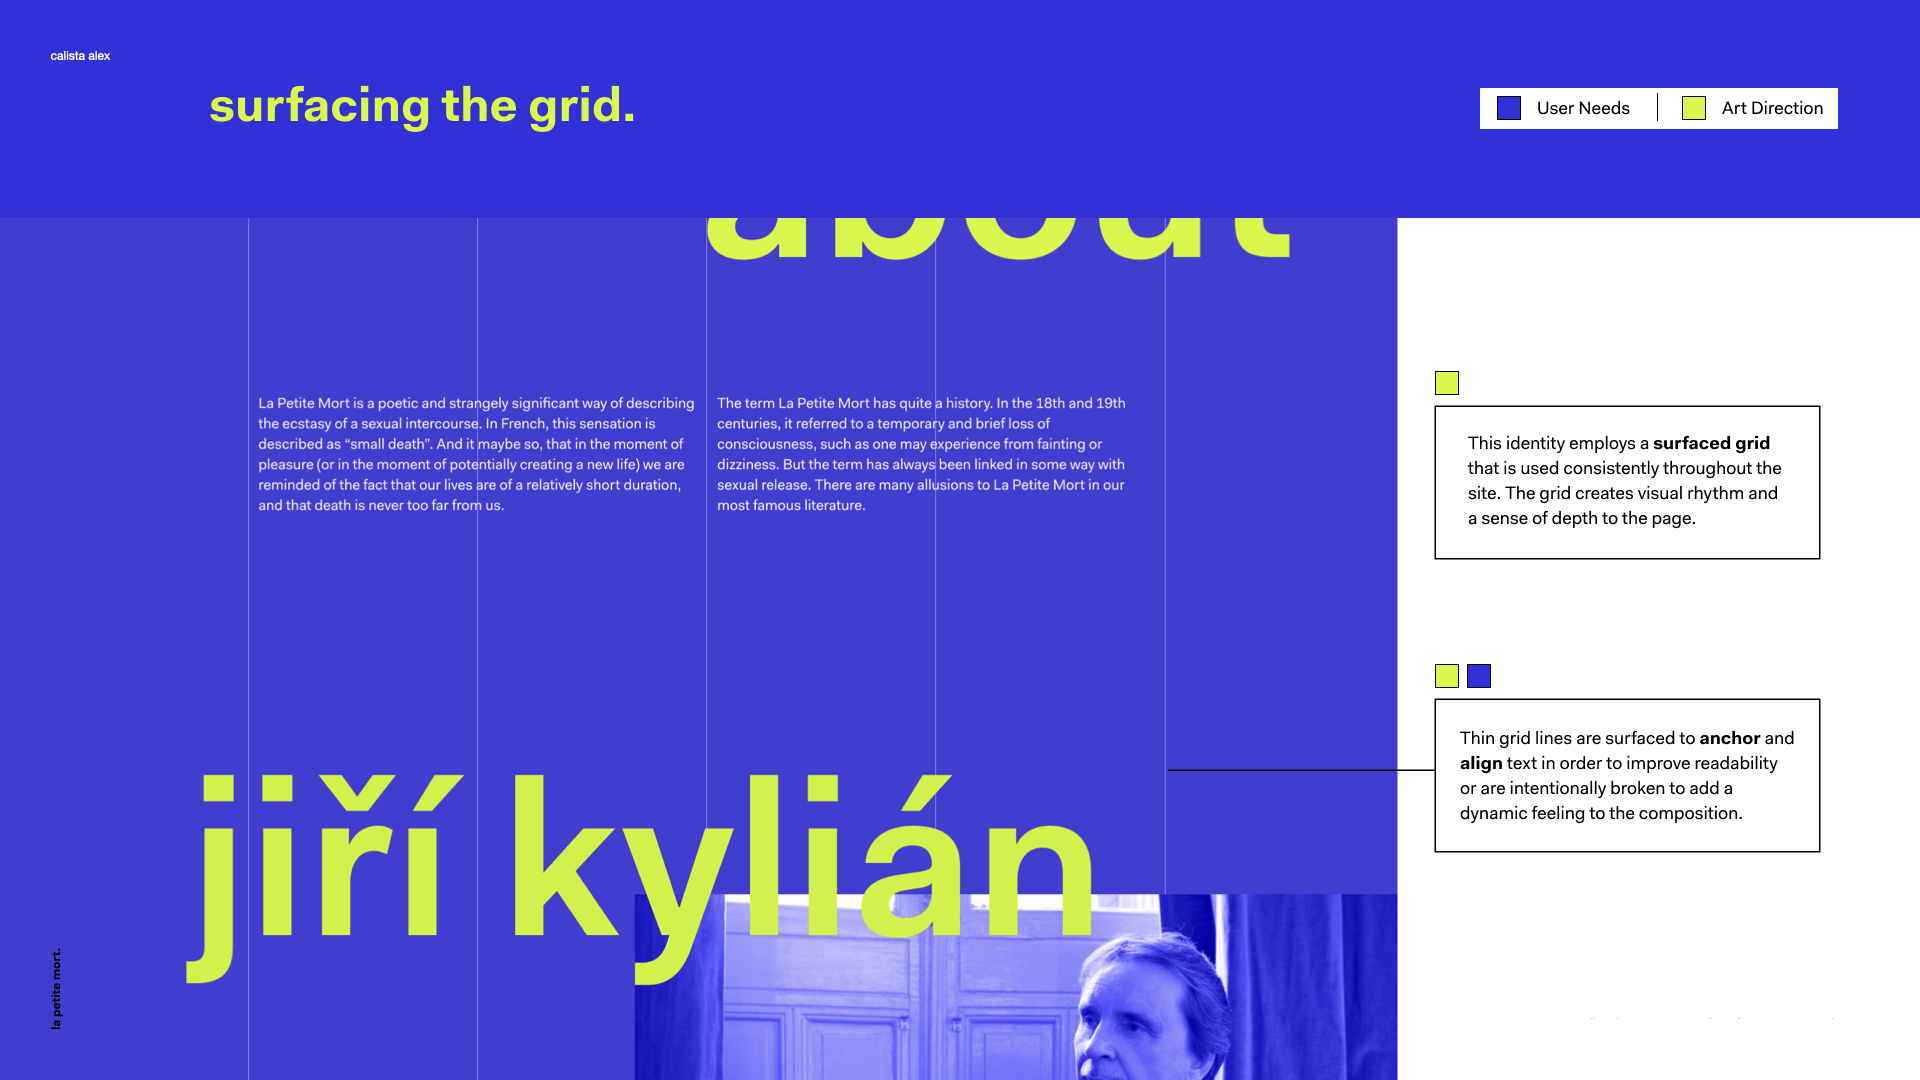 calista alex
surfacing the grid.
User Needs
Art Direction
about
La Petite Mort is a poetic and strangely significant way of describing
the ecstasy of a sexual intercourse. In French, this sensation is
described as “small death”. And it maybe so, that in the moment of
pleasure (or in the moment of potentially creating a new life) we are
reminded of the fact that our lives are of a relatively short duration,
and that death is never too far from us.
The term La Petite Mort has quite a history. In the 18th and 19th
centuries, it referred to a temporary and brief loss of
consciousness, such as one may experience from fainting or
dizziness. But the term has always been linked in some way with
sexual release. There are many allusions to La Petite Mort in our
most famous literature.
This identity employs a surfaced grid
that is used consistently throughout the
site. The grid creates visual rhythm and
a sense of depth to the page.
Thin grid lines are surfaced to anchor and
align text in order to improve readability
or are intentionally broken to add a
dynamic feeling to the composition.
jiří kylián
la petite mort.